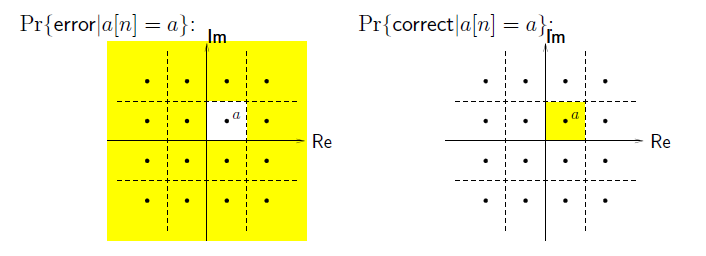 Pr{error|a[n] = a}:
Im
a
Re
Pr{correct|a[n] = a}:
Im
a
Re